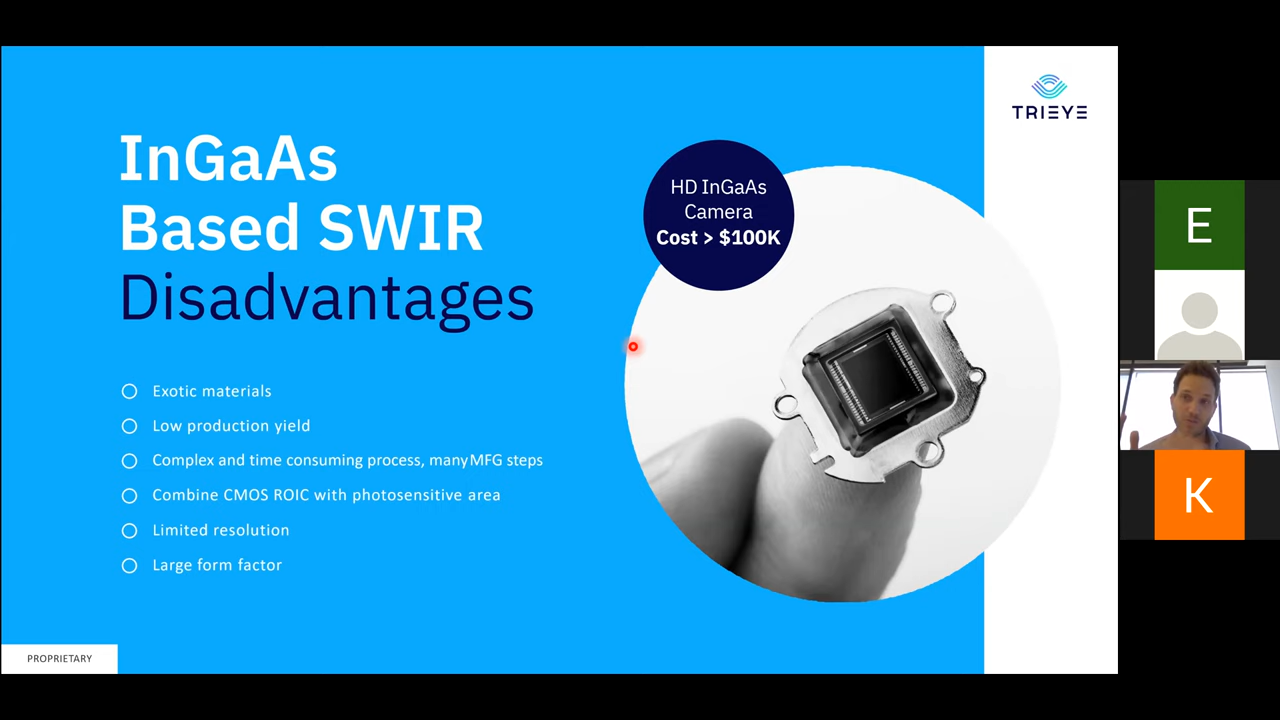 TRIEYE
InGaAs
Based SWIR
Disadvantages
HD InGaAs
Camera
Cost > $100K
Exotic materials
Low production yield
Complex and time consuming process, many MFG steps
Combine CMOS ROIC with photosensitive area
Limited resolution
Large form factor
PROPRIETARY
E
K